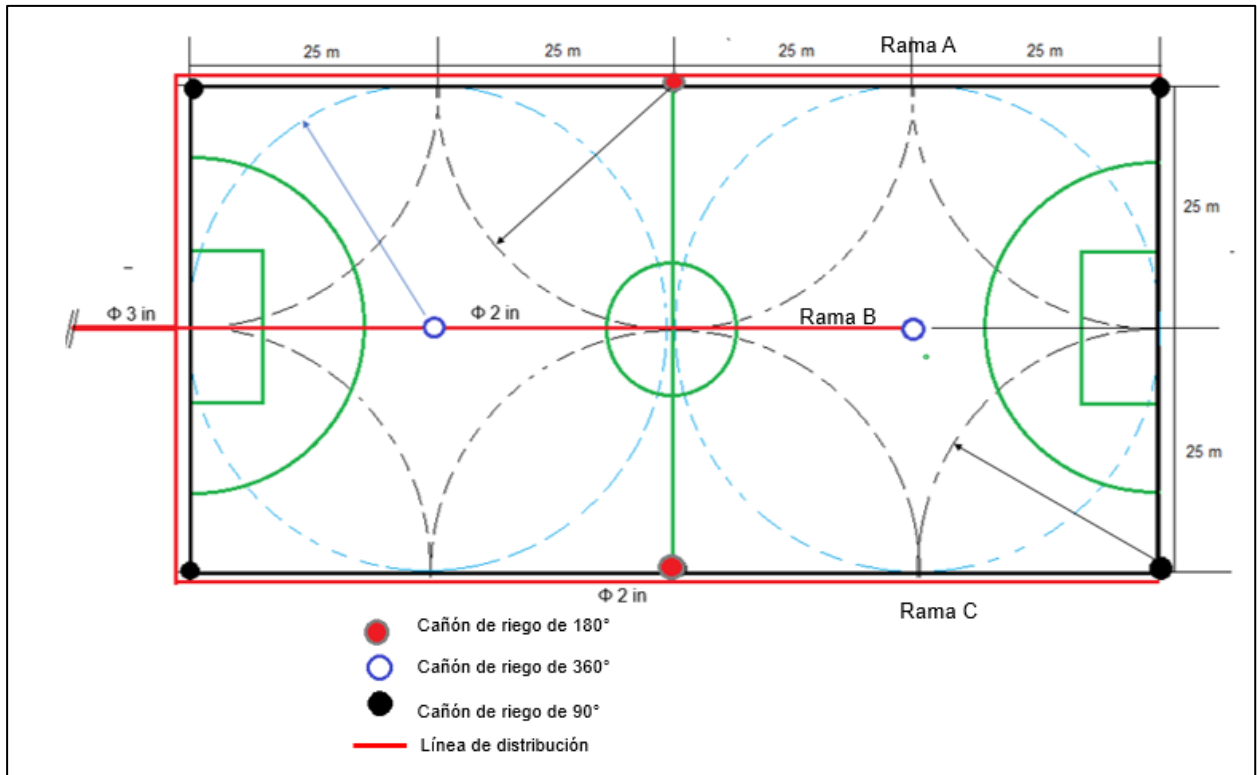 Rama A
25 m 25 m 25 m 25 m
25 m
Φ 3 in Φ 2 in Rama B
25 m
Φ 2 in Rama C
Cañón de riego de 180°
Cañón de riego de 360°
Cañón de riego de 90°
Línea de distribución